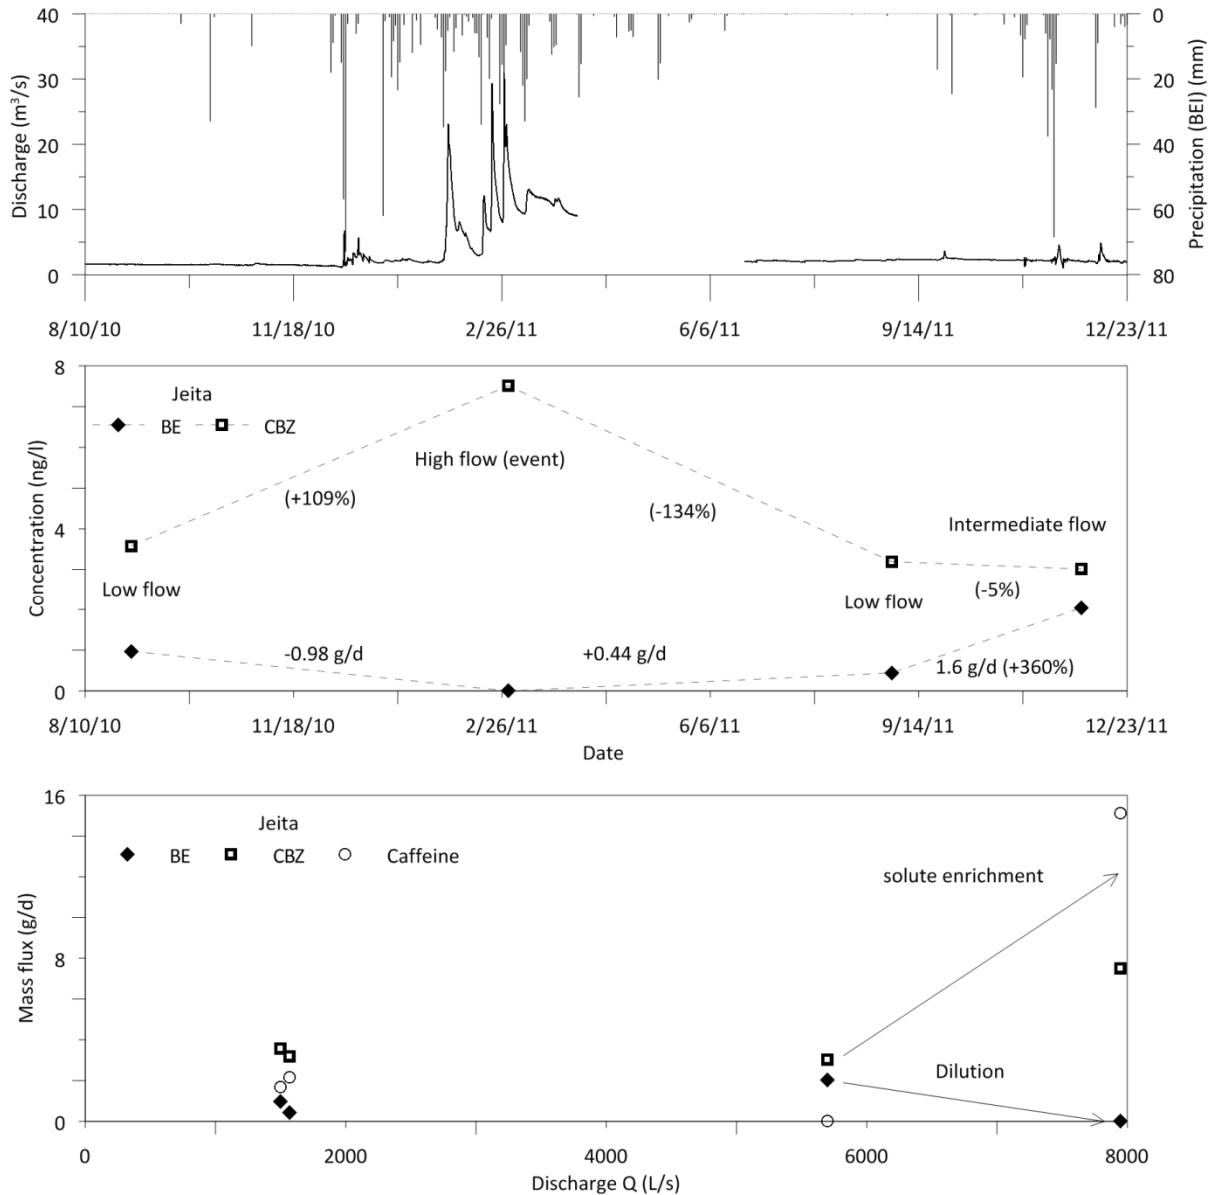 40
30
20
10
0
Discharge (m³/s)
0
20
40
60
80
Precipitation (BEI) (mm)
8/10/10 11/18/10 2/26/11 6/6/11 9/14/11 12/23/11
8
4
0
Concentration (ng/l)
Jeita
BE CBZ
High flow (event)
(+109%)
(-134%)
Intermediate flow
Low flow
Low flow
(-5%)
-0.98 g/d
+0.44 g/d
1.6 g/d (+360%)
8/10/10 11/18/10 2/26/11 6/6/11 9/14/11 12/23/11
Date
16
8
0
Mass flux (g/d)
Jeita
BE CBZ Caffeine
solute enrichment
Dilution
0 2000 4000 6000 8000
Discharge Q (L/s)